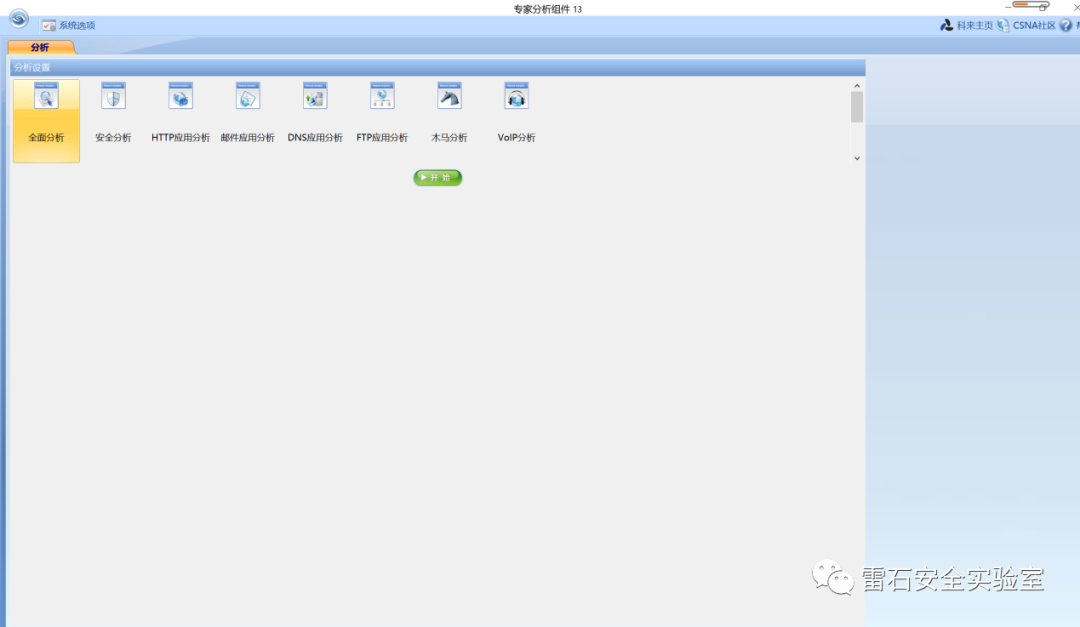 专家分析组件 13
系统选项
科来主页 CSNA社区
分析
分析设置
全面分析 安全分析 HTTP应用分析 邮件应用分析 DNS应用分析 FTP应用分析 木马分析 VoIP分析
开始
雷石安全实验室